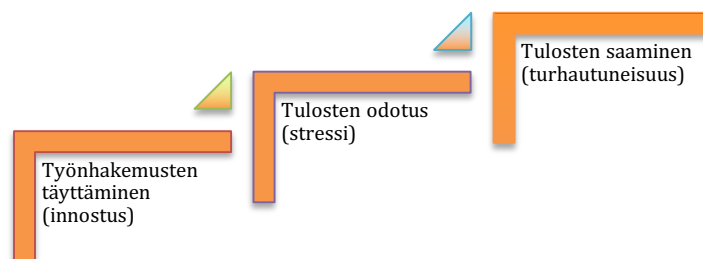 Työnhakemusten
täyttäminen
(innostus)
Tulosten odotus
(stressi)
Tulosten saaminen
(turhautuneisuus)